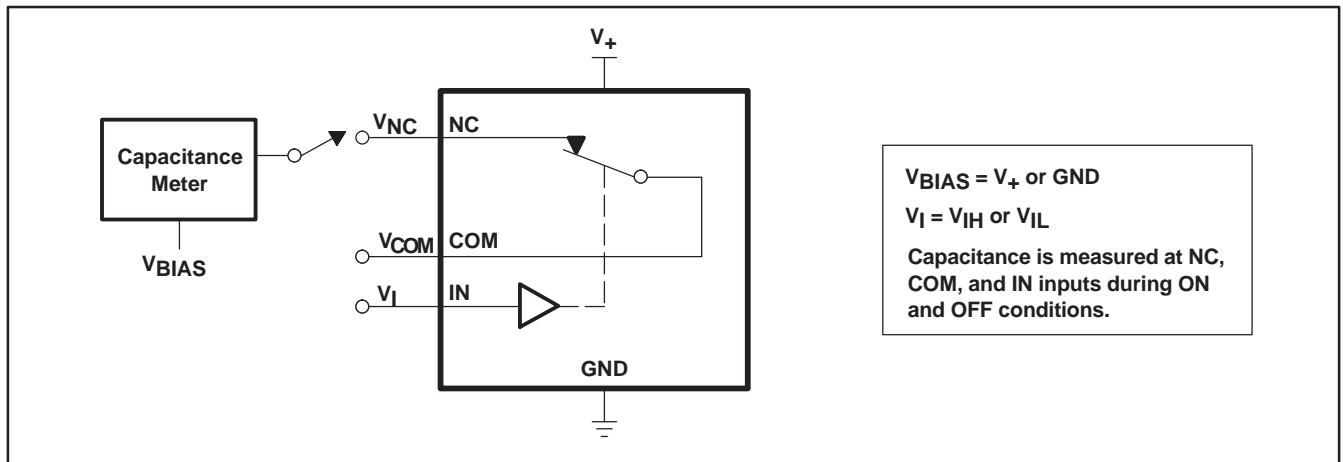 V+
VNC
NC
Capacitance
Meter
VBIAS
VCOM
COM
VI
IN
GND
VBIAS = V+ or GND
VI = VIH or VIL
Capacitance is measured at NC,
COM, and IN inputs during ON
and OFF conditions.